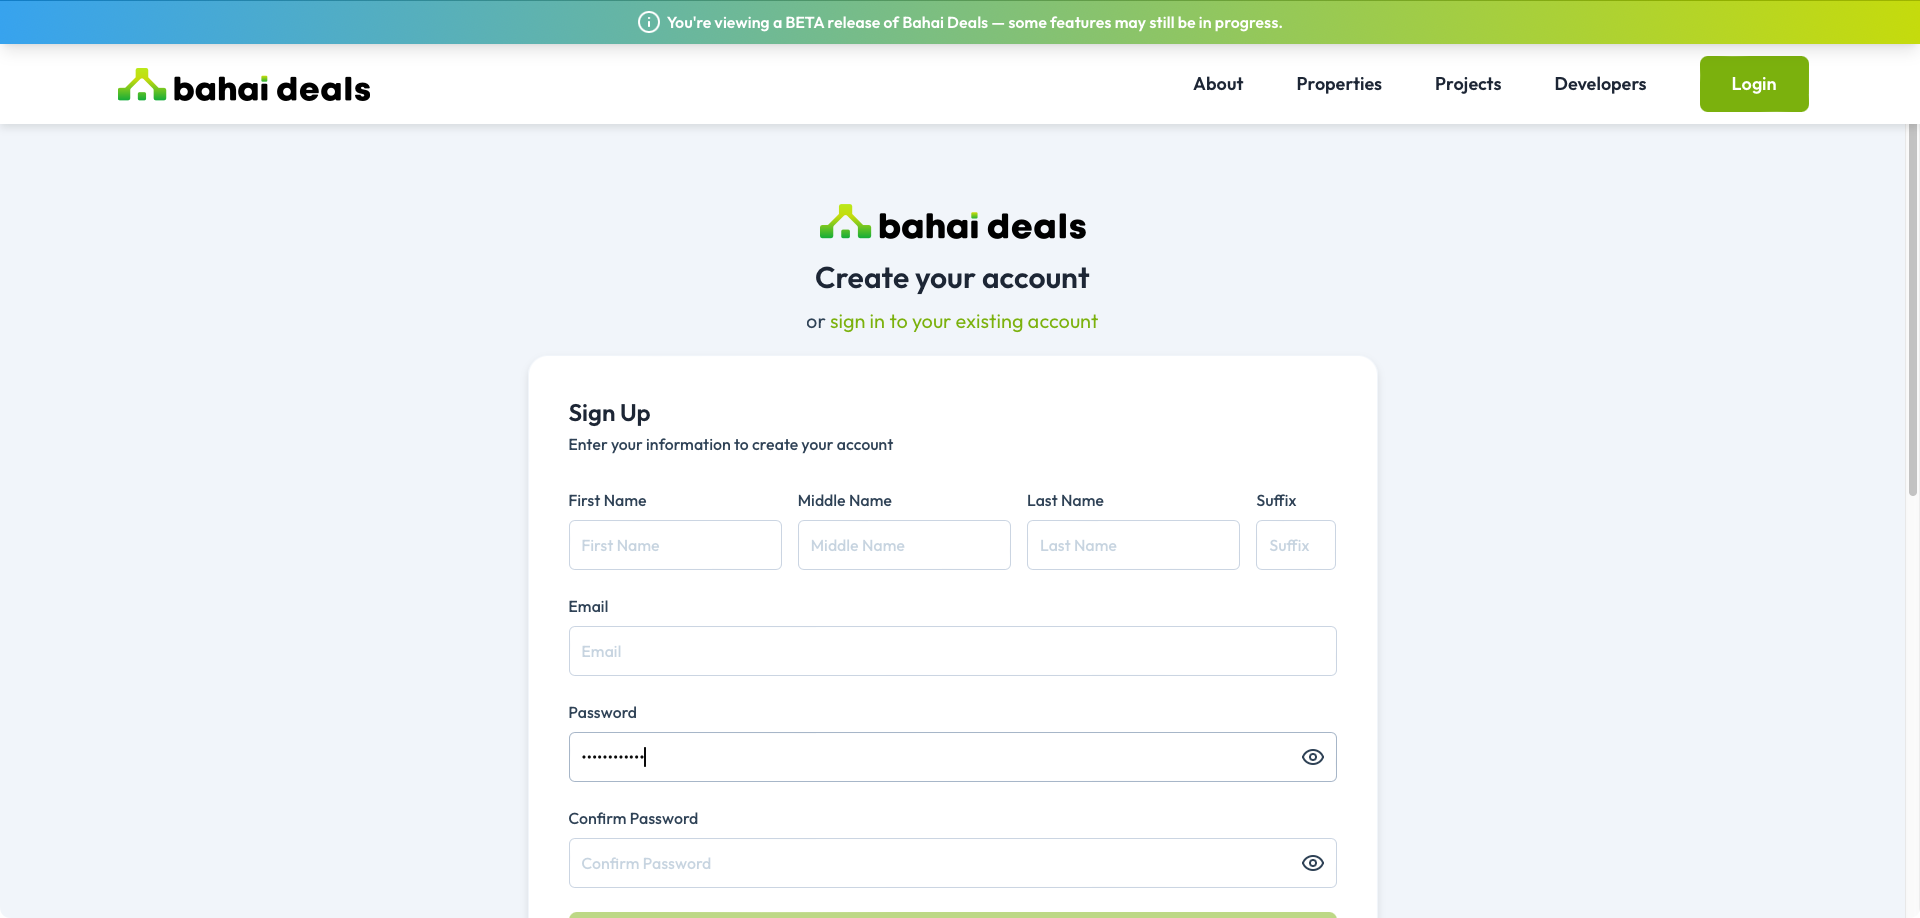 You're viewing a BETA release of Bahai Deals — some features may still be in progress.
bahai deals
About Properties Projects Developers Login
bahai deals
Create your account
or sign in to your existing account
Sign Up
Enter your information to create your account
First Name Middle Name Last Name Suffix
First Name Middle Name Last Name Suffix
Email
Email
Password
••••••••••••
Confirm Password
Confirm Password